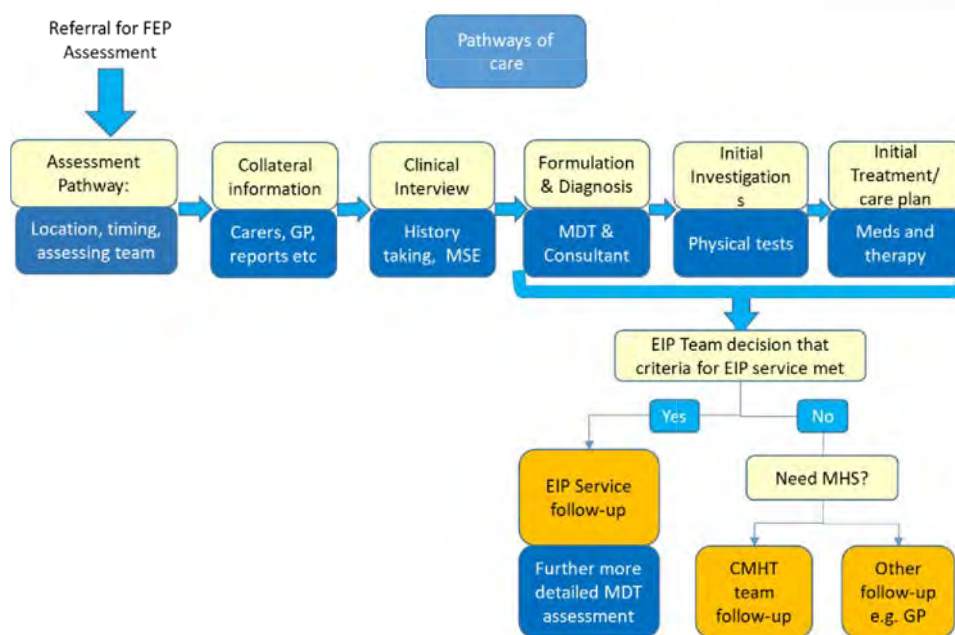 Referral for FEP
Assessment
Pathways of
care
Assessment
Pathway:
Location, timing,
assessing team
Collateral
information
Carers, GP,
reports etc
Clinical
Interview
History
taking, MSE
Formulation
& Diagnosis
MDT &
Consultant
Initial
Investigation
s
Physical tests
Initial
Treatment/
care plan
Meds and
therapy
EIP Team decision that
criteria for EIP service met
Yes
No
EIP Service
follow-up
Further more
detailed MDT
assessment
Need MHS?
CMHT
team
follow-up
Other
follow-up
e.g. GP